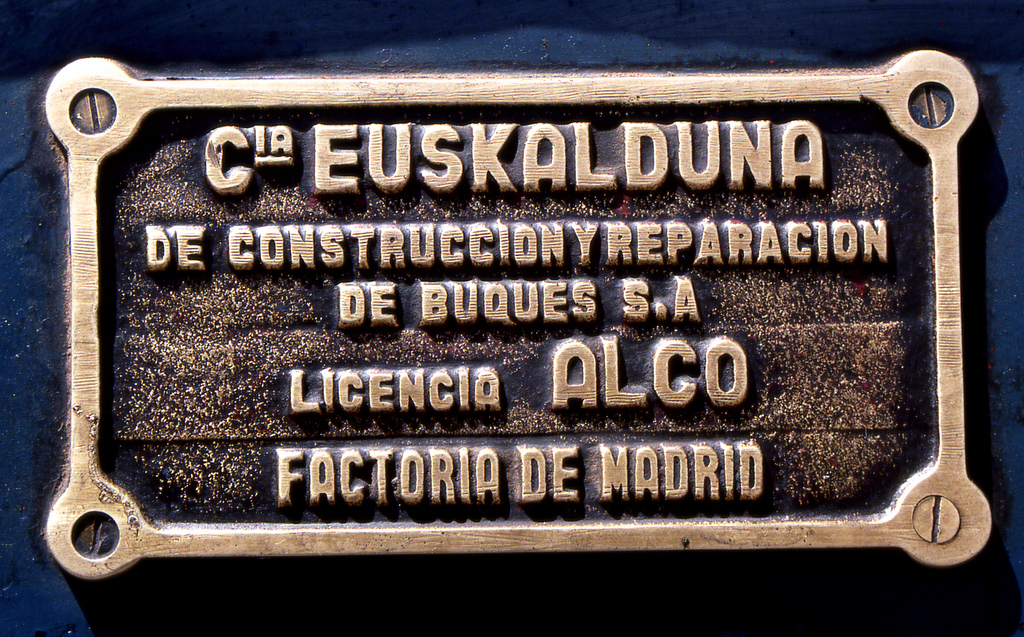 Cia EUSKALDUNA
DE CONSTRUCCION Y REPARACION
DE BUQUES S.A
LICENCIA ALCO
FACTORIA DE MADRID